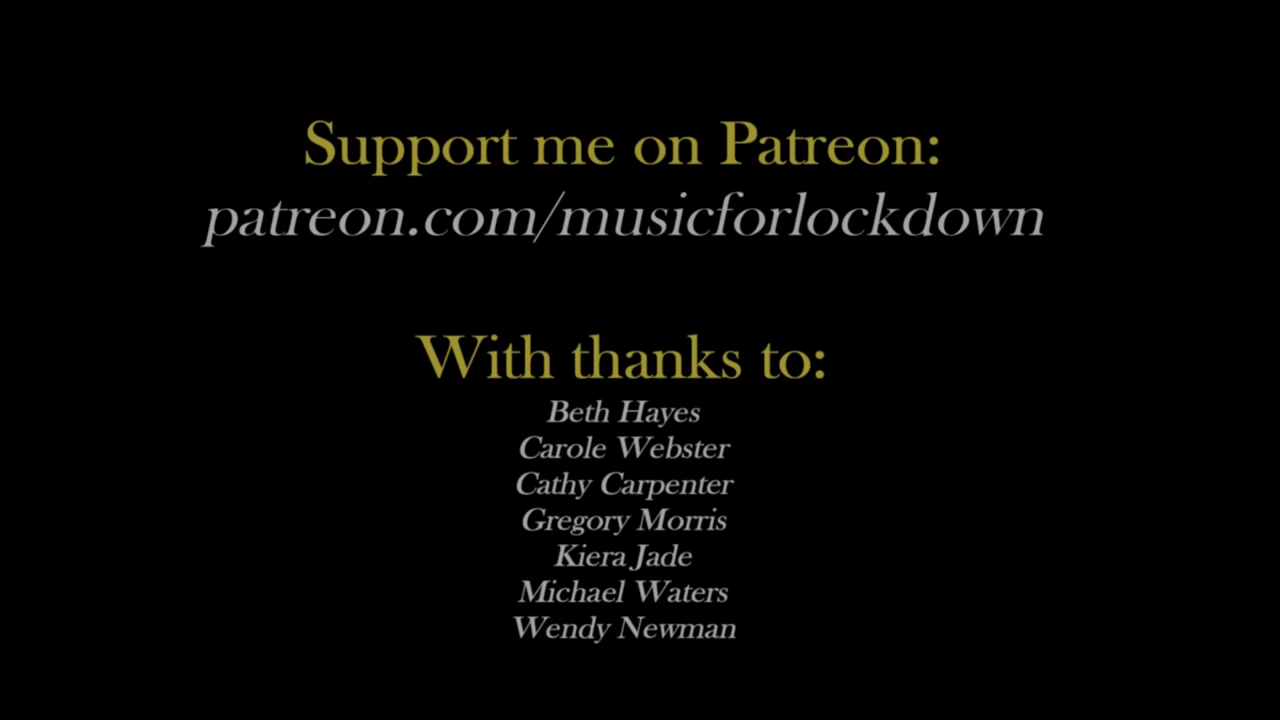 Support me on Patreon:
patreon.com/musicforlockdown
With thanks to:
Beth Hayes
Carole Webster
Cathy Carpenter
Gregory Morris
Kiera Jade
Michael Waters
Wendy Newman